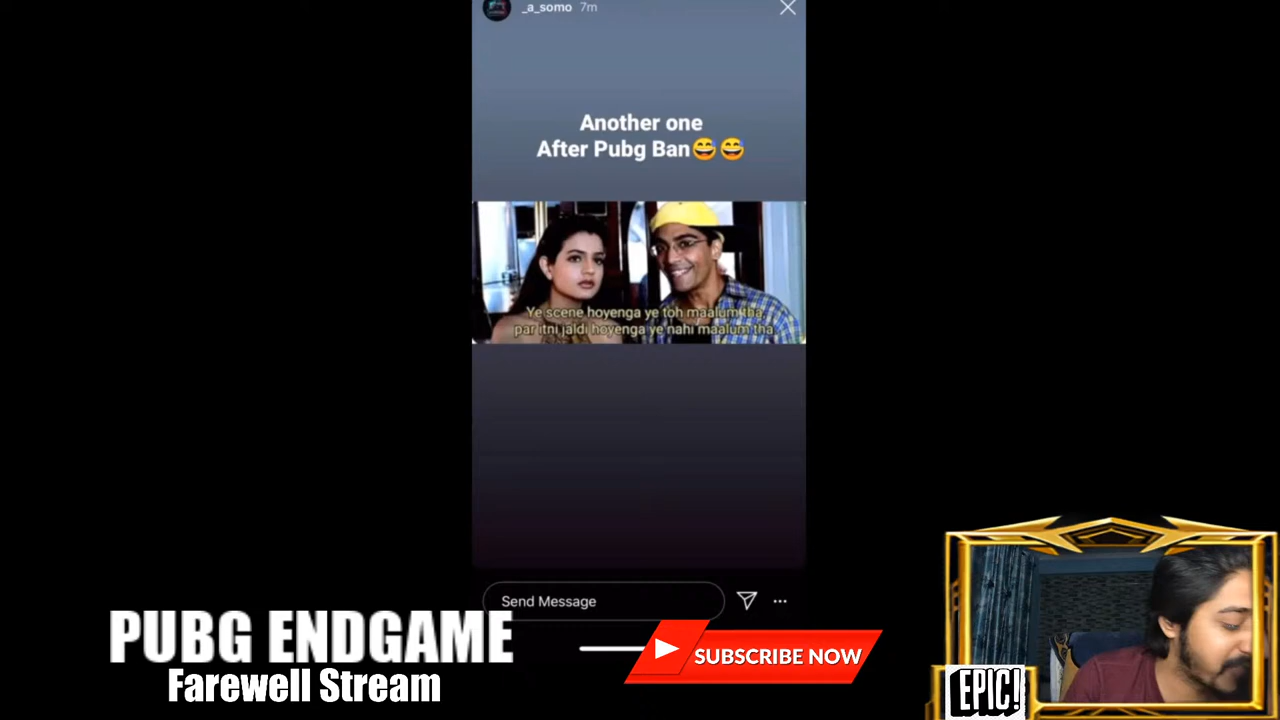 _a_somo 7m
Another one
After Pubg Ban😅😅
Ye scene hoyenga ye toh maalum tha
par itni jaldi hoyenga ye nahi maalum tha
Send Message
PUBG ENDGAME
Farewell Stream
SUBSCRIBE NOW
EPIC!